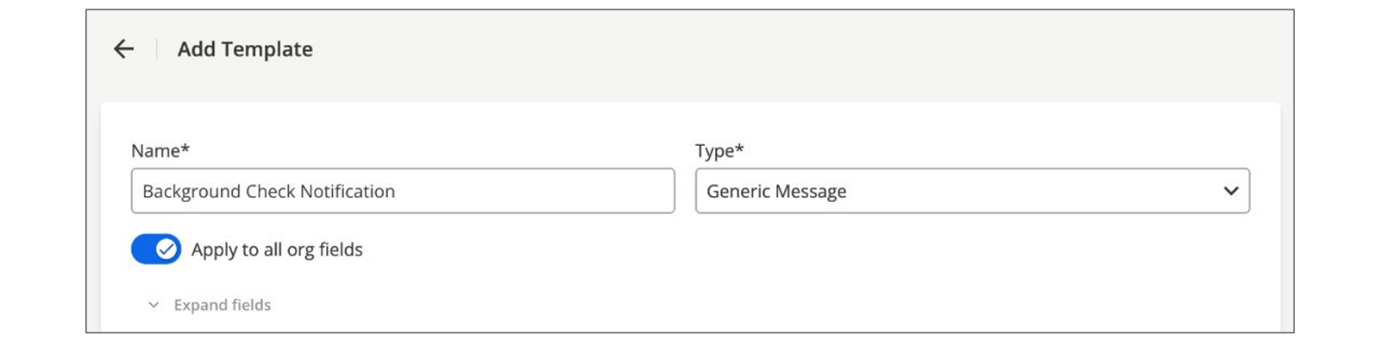 Add Template
Name*
Type*
Background Check Notification
Generic Message
Apply to all org fields
Expand fields